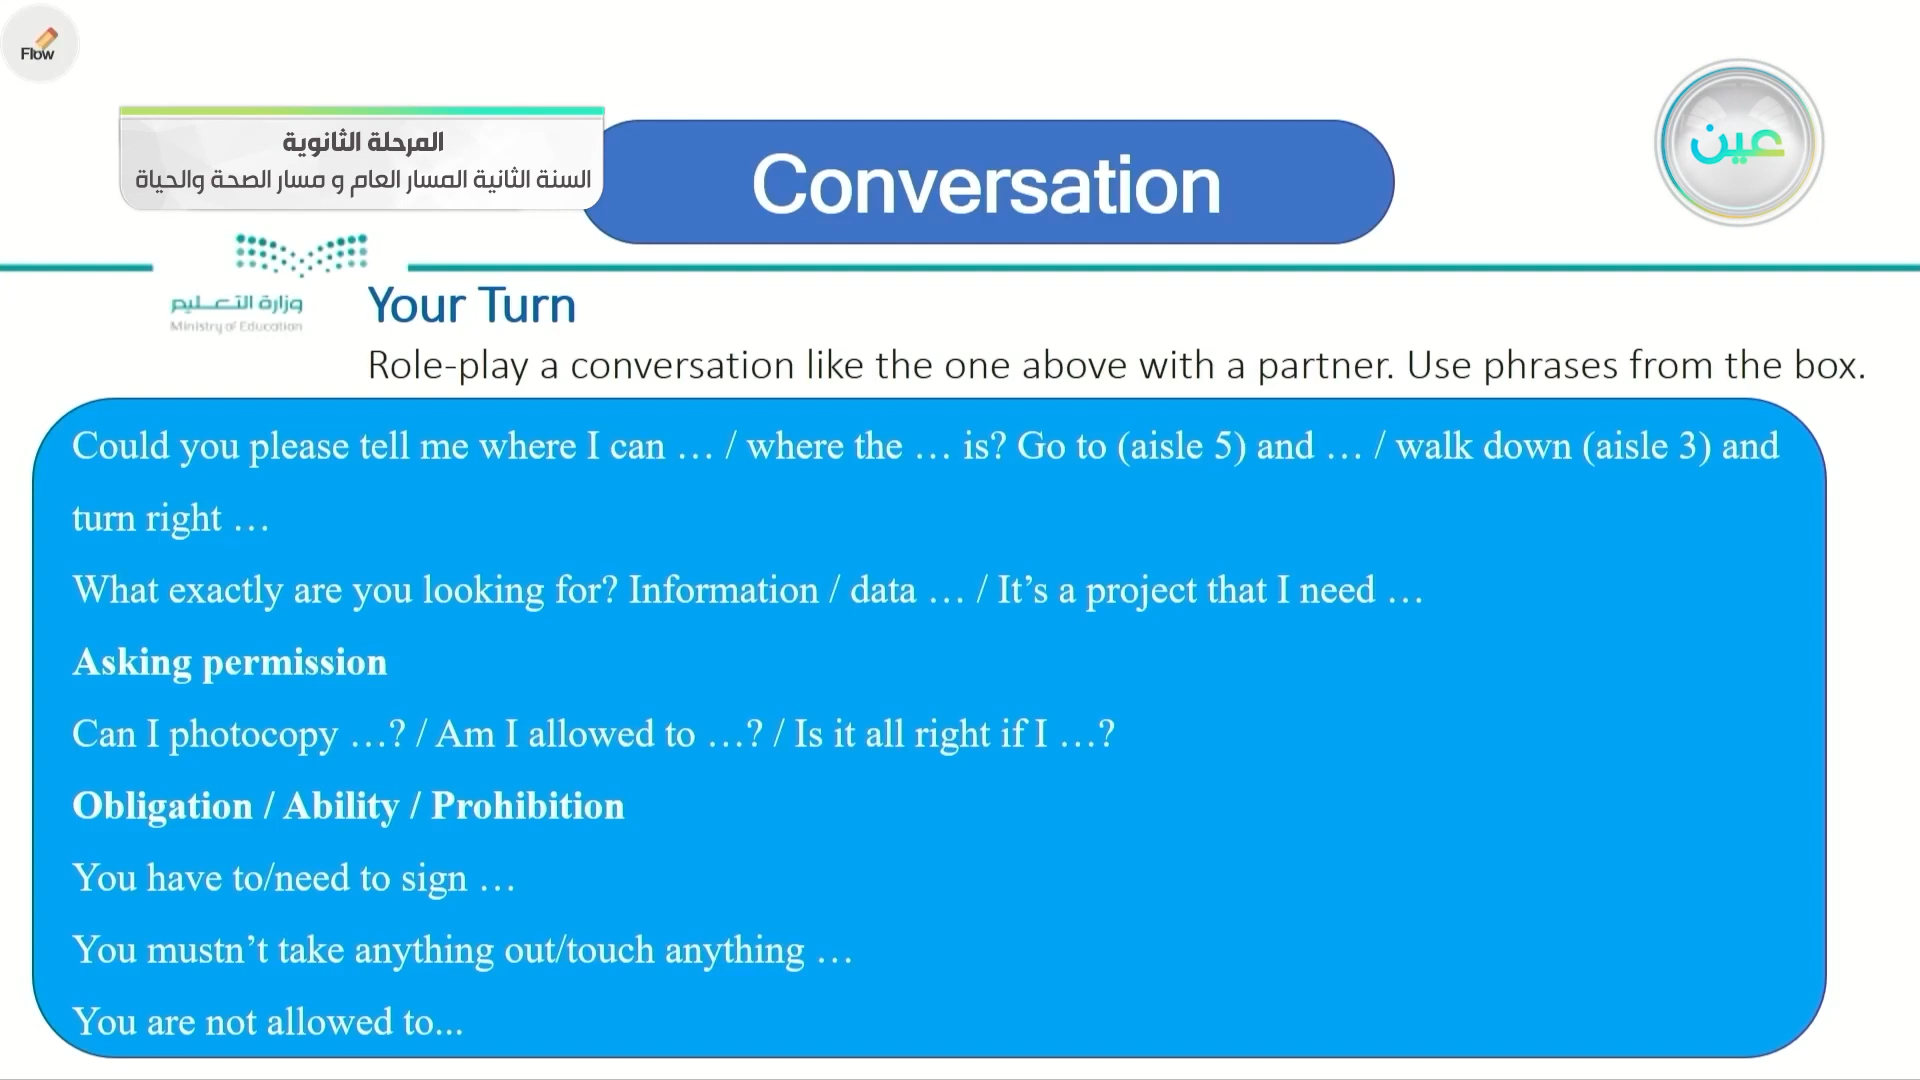 Flow
المرحلة الثانوية
السنة الثانية المسار العام و مسار الصحة والحياة
Conversation
عين
وزارة التعليم
Ministry of Education
Your Turn
Role-play a conversation like the one above with a partner. Use phrases from the box.
Could you please tell me where I can … / where the … is? Go to (aisle 5) and … / walk down (aisle 3) and
turn right …
What exactly are you looking for? Information / data … / It’s a project that I need …
Asking permission
Can I photocopy …? / Am I allowed to …? / Is it all right if I …?
Obligation / Ability / Prohibition
You have to/need to sign …
You mustn’t take anything out/touch anything …
You are not allowed to...